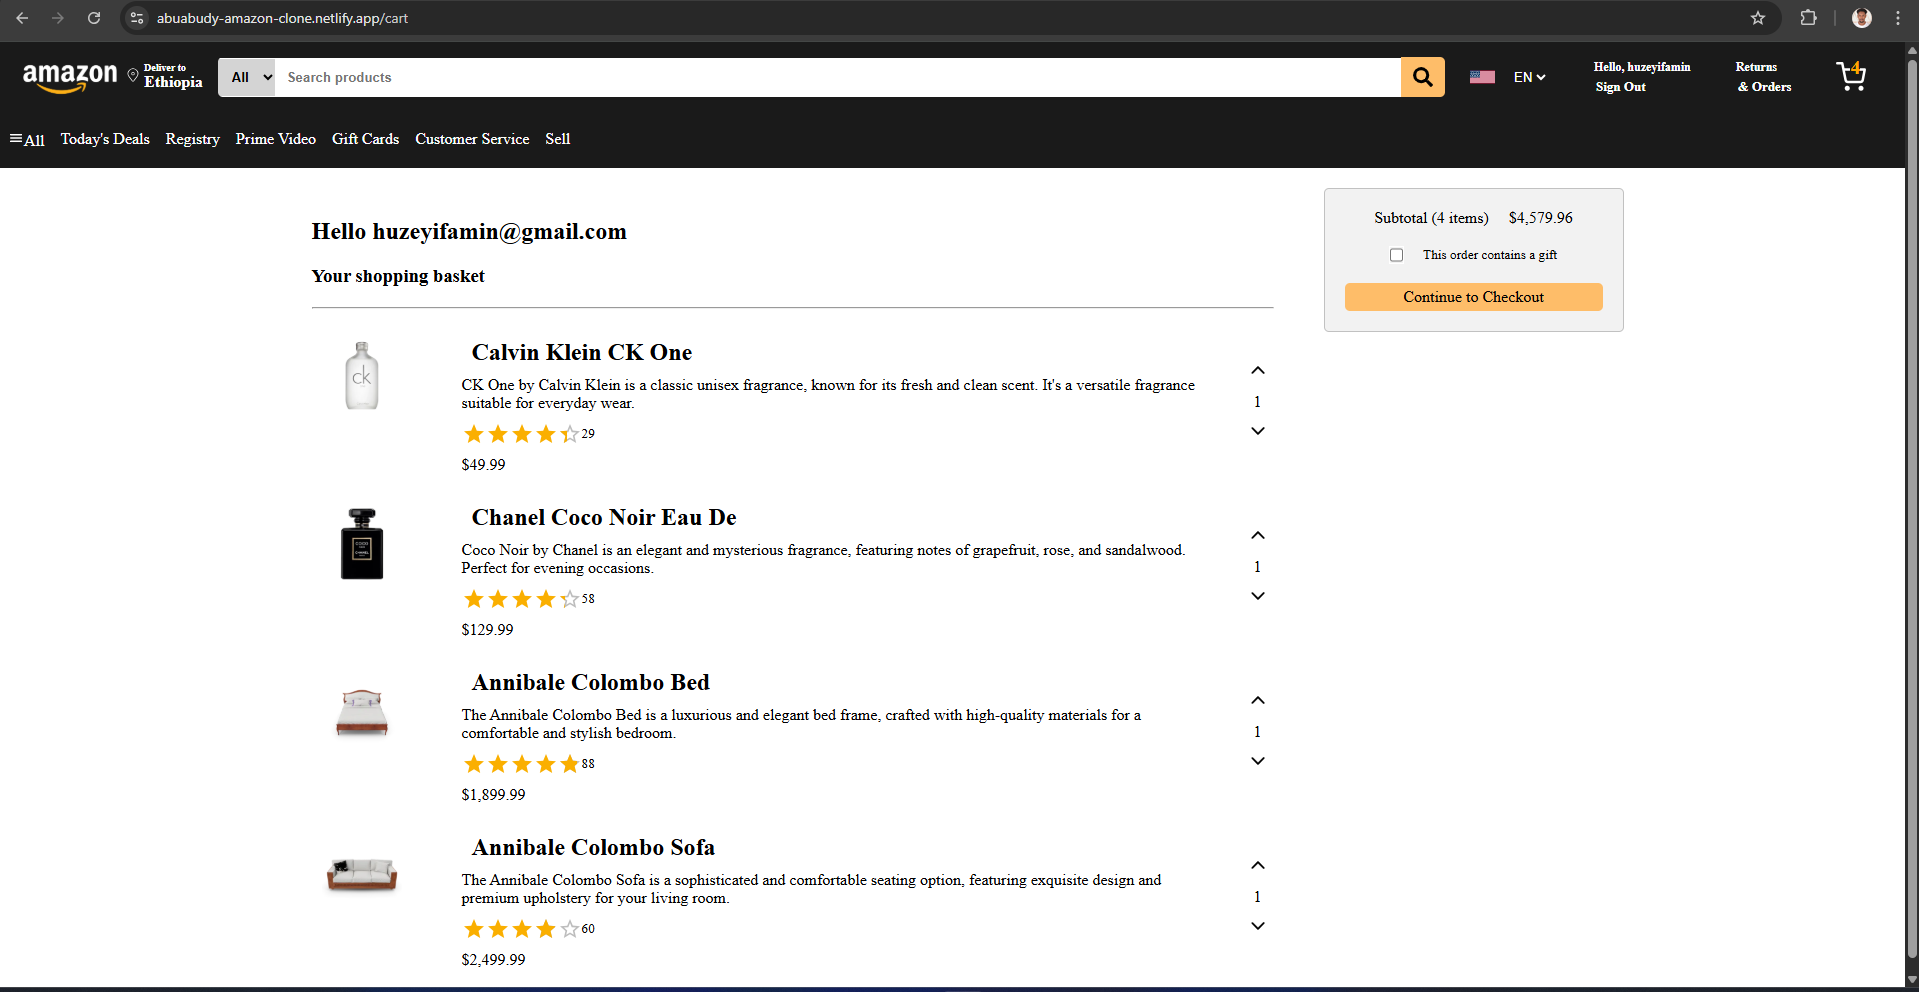 abuabudy-amazon-clone.netlify.app/cart
amazon
Deliver to
Ethiopia
All
Search products
EN
Hello, huzeyifamin
Sign Out
Returns
& Orders
4
All
Today's Deals
Registry
Prime Video
Gift Cards
Customer Service
Sell
Hello huzeyifamin@gmail.com
Your shopping basket
Subtotal (4 items) $4,579.96
This order contains a gift
Continue to Checkout
ck
Calvin Klein CK One
CK One by Calvin Klein is a classic unisex fragrance, known for its fresh and clean scent. It's a versatile fragrance
suitable for everyday wear.
29
$49.99
1
COCO
CHANEL
Chanel Coco Noir Eau De
Coco Noir by Chanel is an elegant and mysterious fragrance, featuring notes of grapefruit, rose, and sandalwood.
Perfect for evening occasions.
58
$129.99
1
Annibale Colombo Bed
The Annibale Colombo Bed is a luxurious and elegant bed frame, crafted with high-quality materials for a
comfortable and stylish bedroom.
88
$1,899.99
1
Annibale Colombo Sofa
The Annibale Colombo Sofa is a sophisticated and comfortable seating option, featuring exquisite design and
premium upholstery for your living room.
60
$2,499.99
1